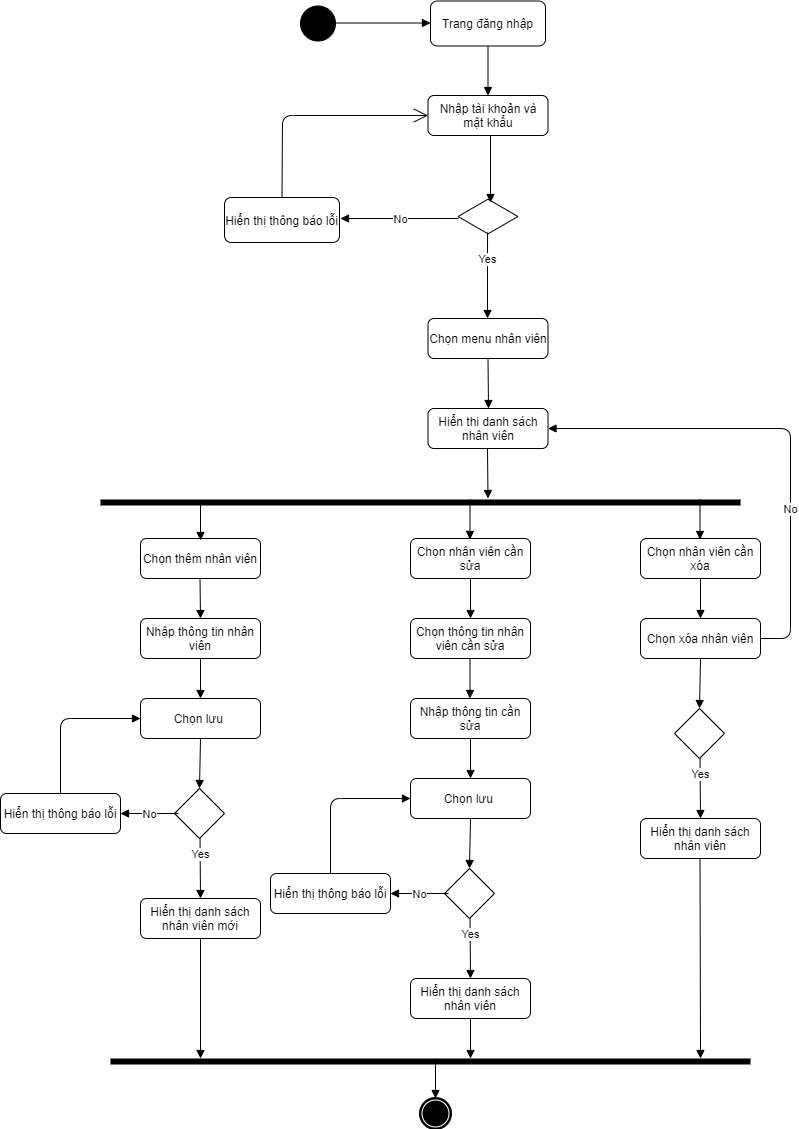 Trang đăng nhập
Nhập tài khoản và
mật khẩu
Hiển thị thông báo lỗi
No
Yes
Chọn menu nhân viên
Hiển thi danh sách
nhân viên
No
Chọn thêm nhân viên
Chọn nhân viên cần
sửa
Chọn nhân viên cần
xóa
Nhập thông tin nhân
viên
Chọn thông tin nhân
viên cần sửa
Chọn xóa nhân viên
Chọn lưu
Nhập thông tin cần
sửa
Yes
Hiển thị thông báo lỗi
No
Chọn lưu
Yes
Hiển thị danh sách
nhân viên
Hiển thị thông báo lỗi
No
Hiển thị danh sách
nhân viên mới
Yes
Hiển thị danh sách
nhân viên